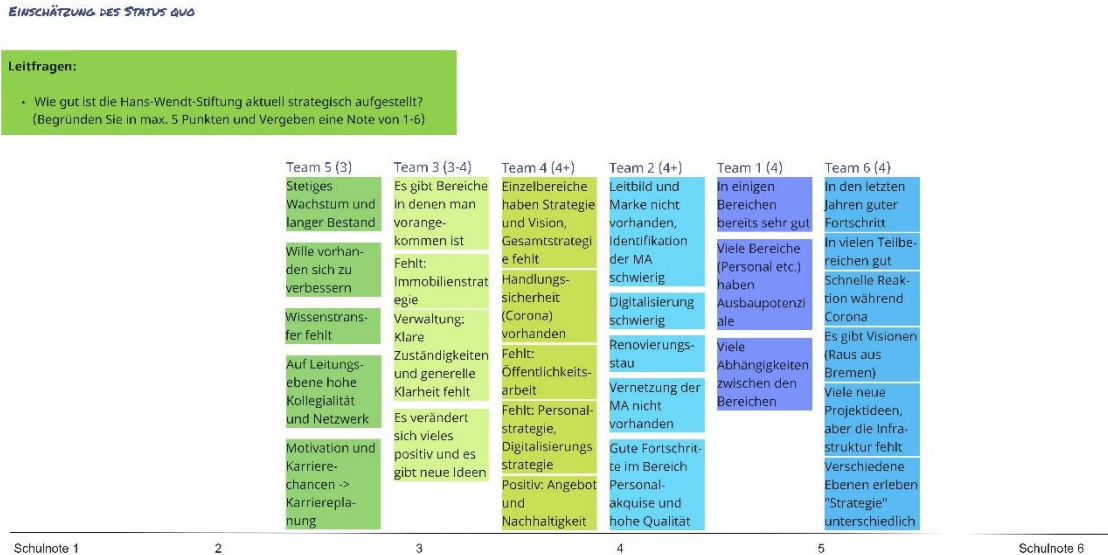 EINSCHÄTZUNG DES STATUS QUO
Leitfragen:
• Wie gut ist die Hans-Wendt-Stiftung aktuell strategisch aufgestellt?
(Begründen Sie in max. 5 Punkten und Vergeben eine Note von 1-6)
Team 5 (3)
Stetiges
Wachstum und
langer Bestand
Wille vorhan-
den sich zu
verbessern
Wissenstrans-
fer fehlt
Auf Leitungs-
ebene hohe
Kollegialität
und Netzwerk
Motivation und
Karriere-
chancen ->
Karrierepla-
nung
Team 3 (3-4)
Es gibt Bereiche
in denen man
vorange-
kommen ist
Fehlt:
Immobilienstrat
egie
Verwaltung:
Klare
Zuständigkeiten
und generelle
Klarheit fehlt
Es verändert
sich vieles
positiv und es
gibt neue Ideen
Team 4 (4+)
Einzelbereiche
haben Strategie
und Vision,
Gesamtstrategi
e fehlt
Handlungs-
sicherheit
(Corona)
vorhanden
Fehlt:
Öffentlichkeits-
arbeit
Fehlt: Personal-
strategie,
Digitalisierungs
strategie
Positiv: Angebot
und
Nachhaltigkeit
Team 2 (4+)
Leitbild und
Marke nicht
vorhanden,
Identifikation
der MA
schwierig
Digitalisierung
schwierig
Renovierungs-
stau
Vernetzung der
MA nicht
vorhanden
Gute Fortschrit-
te im Bereich
Personal-
akquise und
hohe Qualität
Team 1 (4)
In einigen
Bereichen
bereits sehr gut
Viele Bereiche
(Personal etc.)
haben
Ausbaupotenzi
ale
Viele
Abhängigkeiten
zwischen den
Bereichen
Team 6 (4)
In den letzten
Jahren guter
Fortschritt
In vielen Teilbe-
reichen gut
Schnelle Reak-
tion während
Corona
Es gibt Visionen
(Raus aus
Bremen)
Viele neue
Projektideen,
aber die Infra-
struktur fehlt
Verschiedene
Ebenen erleben
"Strategie"
unterschiedlich
Schulnote 1 2 3 4 5 Schulnote 6